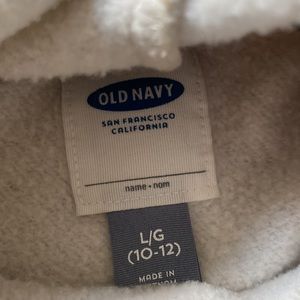 OLD NAVY
SAN FRANCISCO
CALIFORNIA
name • nom
L/G
(10-12)
MADE IN